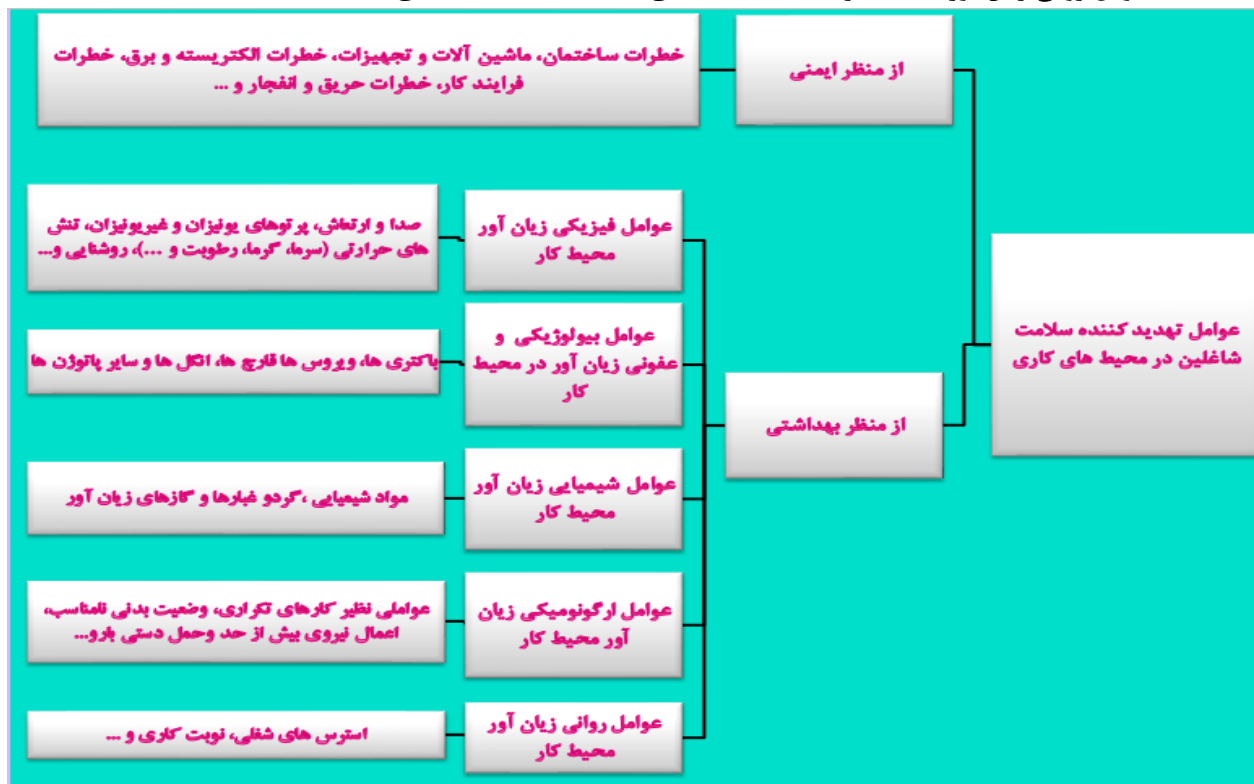 عوامل تهدید کننده سلامت
شاغلین در محیط های کاری
از منظر ایمنی
خطرات ساختمان، ماشین آلات و تجهیزات، خطرات الکتریسته و برق، خطرات
فرایند کار، خطرات حریق و انفجار و ...
از منظر بهداشتی
عوامل فیزیکی زیان آور
محیط کار
صدا و ارتعاش، پرتوهای یونیزان و غیریونیزان، تنش
های حرارتی (سرما، گرما، رطوبت و ...)، روشنایی و...
عوامل بیولوژیکی و
عفونی زیان آور در محیط
کار
باکتری ها، ویروس ها قارچ ها، انگل ها و سایر پاتوژن ها
عوامل شیمیایی زیان آور
محیط کار
مواد شیمیایی ،گردو غبارها و گازهای زیان آور
عوامل ارگونومیکی زیان
آور محیط کار
عواملی نظیر کارهای تکراری، وضعیت بدنی نامناسب،
اعمال نیروی بیش از حد وحمل دستی بارو...
عوامل روانی زیان آور
محیط کار
استرس های شغلی، نوبت کاری و ...